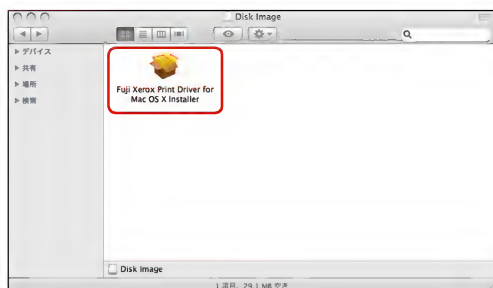 Disk Image
デバイス
共有
場所
検索
Fuji Xerox Print Driver for
Mac OS X Installer
Disk Image
1 項目、29.1 MB 空き